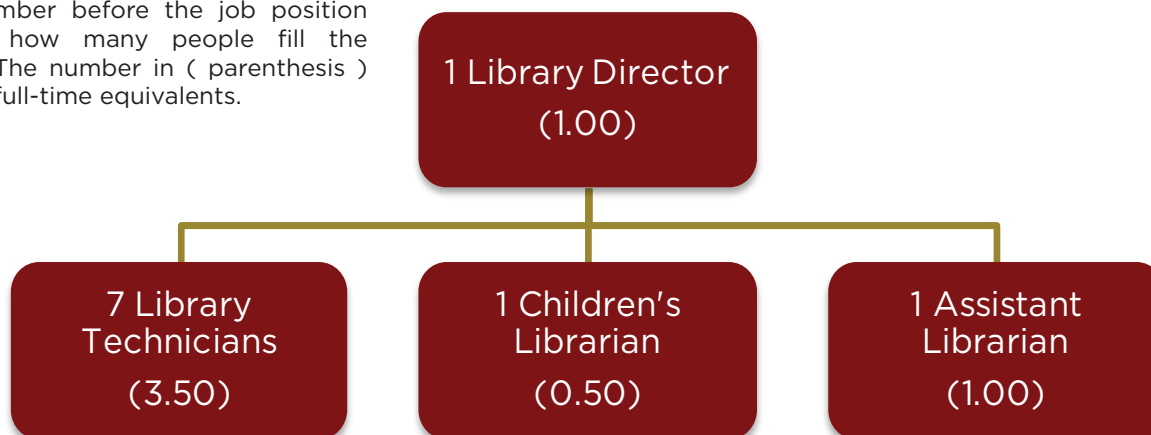 before the job position
how many people fill the
The number in ( parenthesis )
full-time equivalents.
1 Library Director
(1.00)
7 Library
Technicians
(3.50)
1 Children's
Librarian
(0.50)
1 Assistant
Librarian
(1.00)